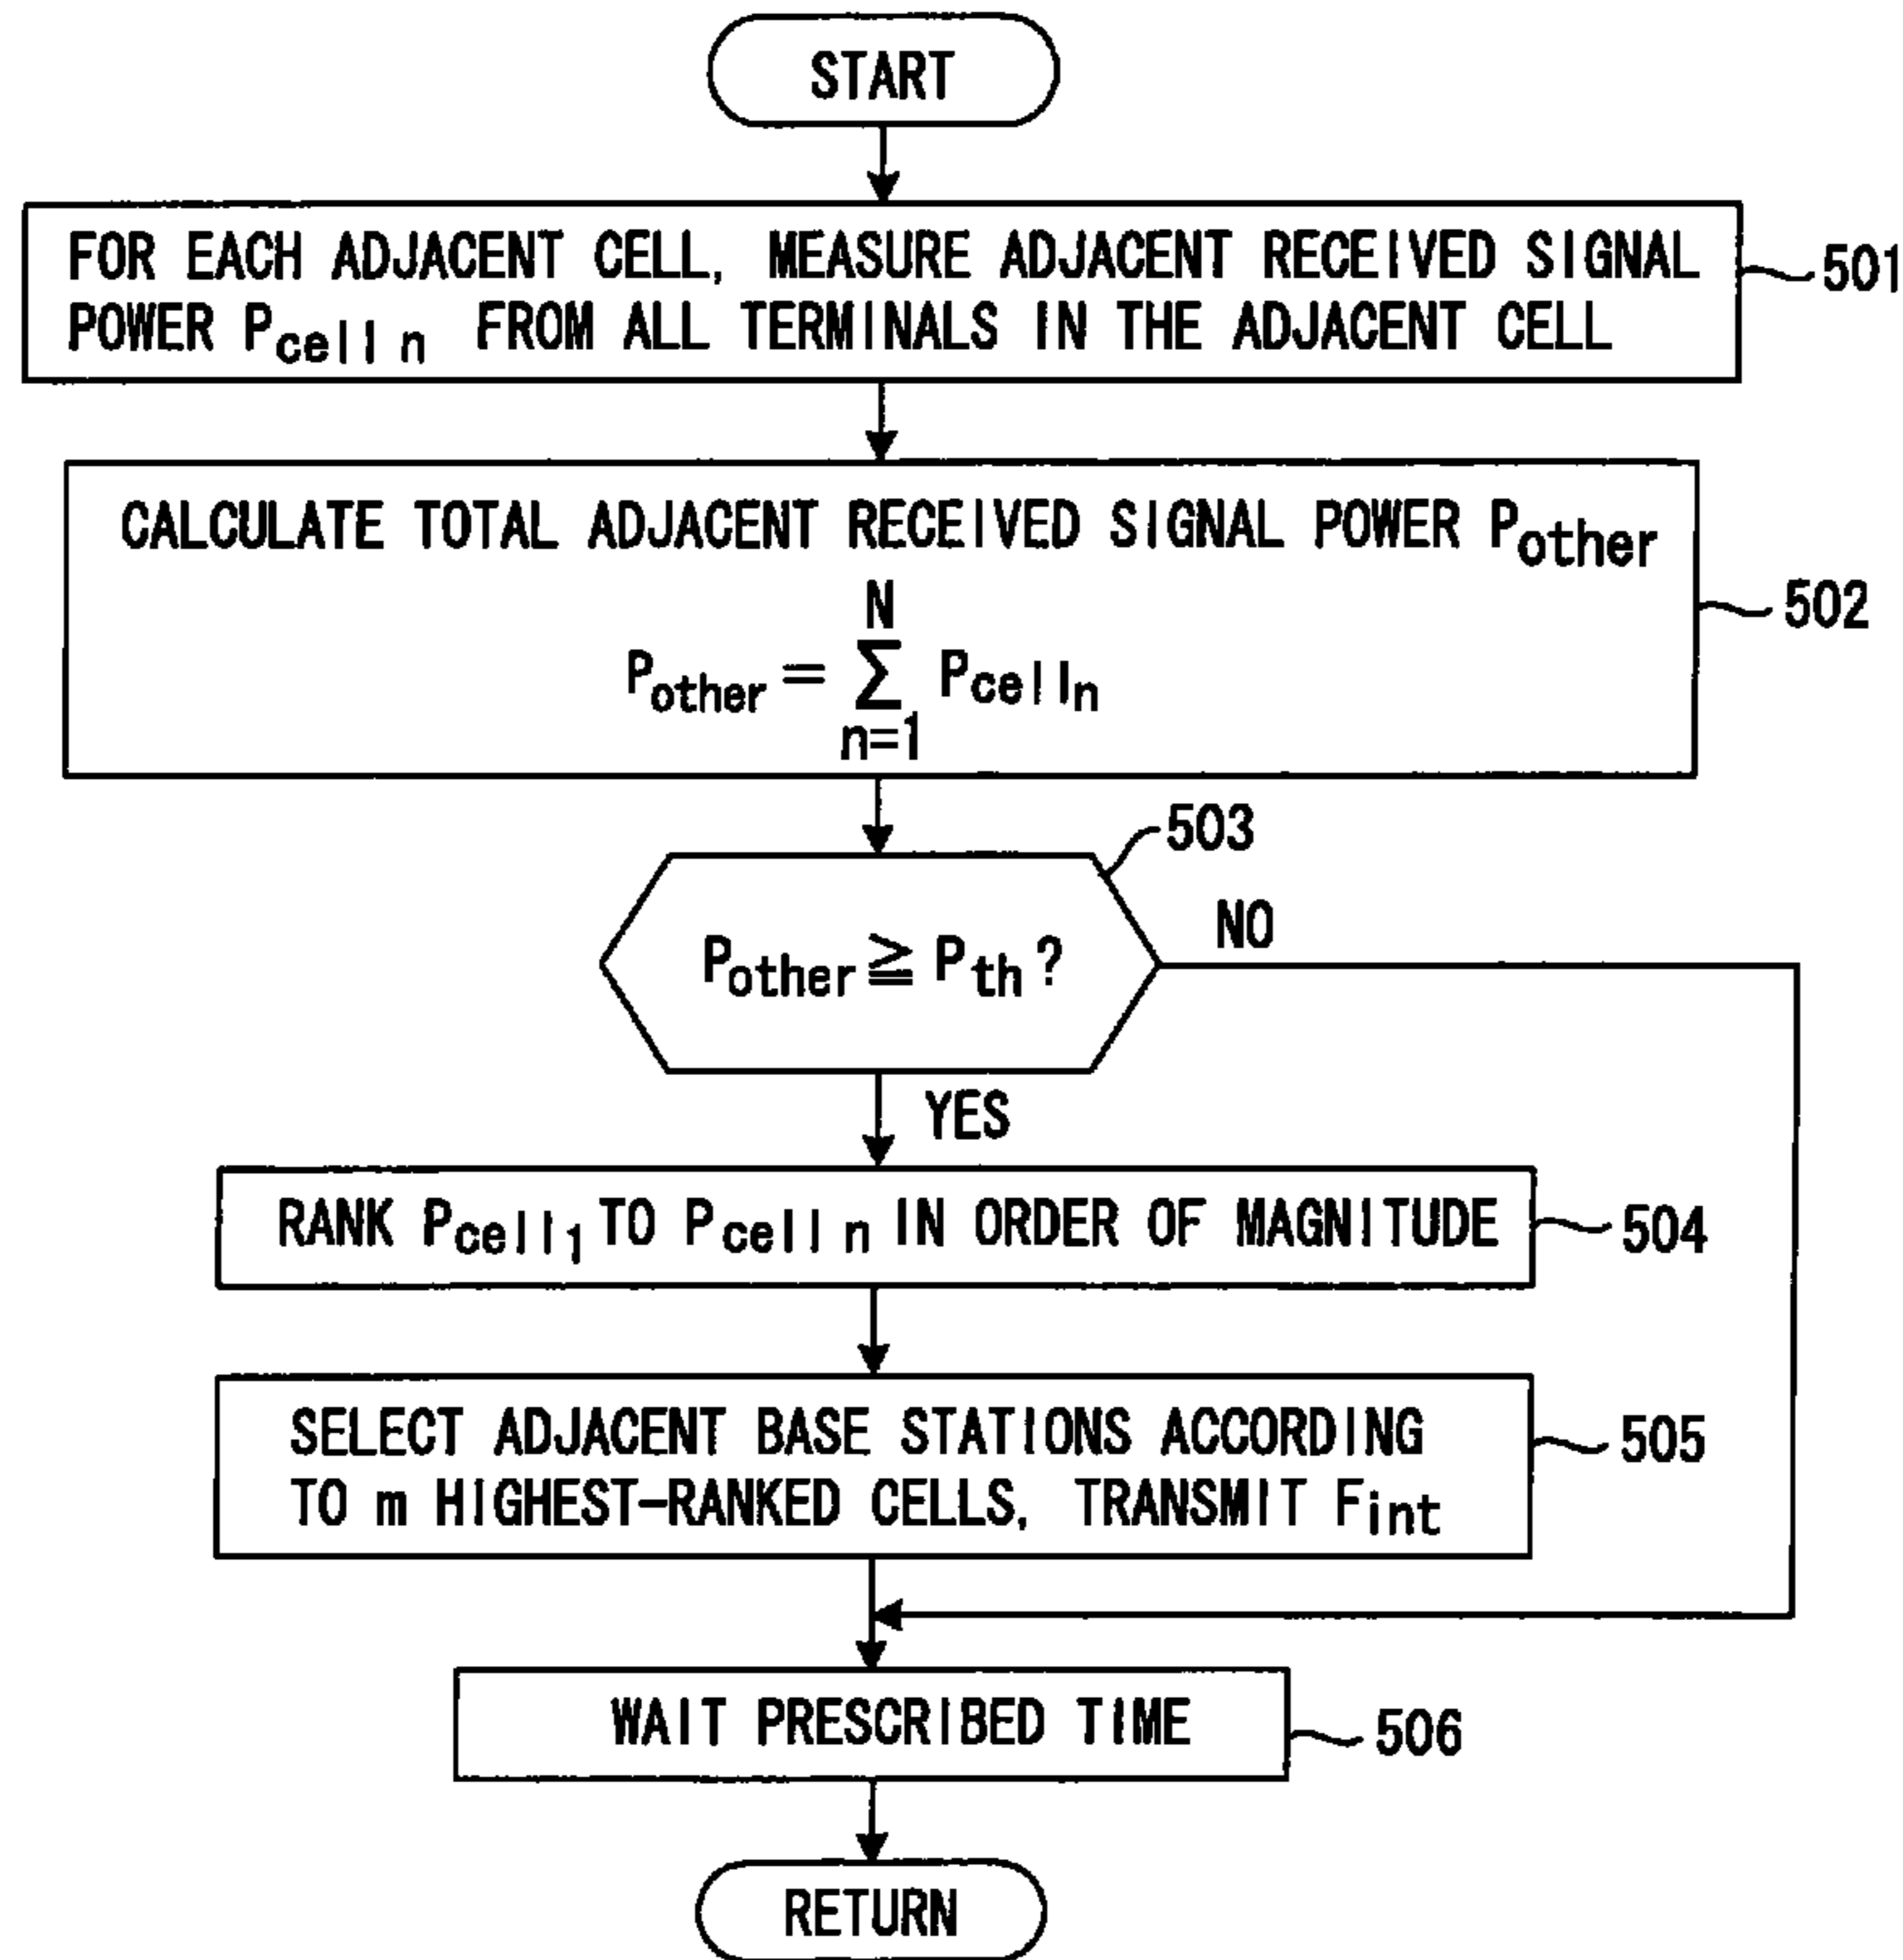 START
FOR EACH ADJACENT CELL, MEASURE ADJACENT RECEIVED SIGNAL
POWER Pcell n FROM ALL TERMINALS IN THE ADJACENT CELL
501
CALCULATE TOTAL ADJACENT RECEIVED SIGNAL POWER Pother
N
Pother = Σ Pcelln
n=1
502
503
Pother ≧ Pth ?
NO
YES
RANK Pcell1 TO Pcell n IN ORDER OF MAGNITUDE
504
SELECT ADJACENT BASE STATIONS ACCORDING
TO m HIGHEST-RANKED CELLS, TRANSMIT Fint
505
WAIT PRESCRIBED TIME
506
RETURN